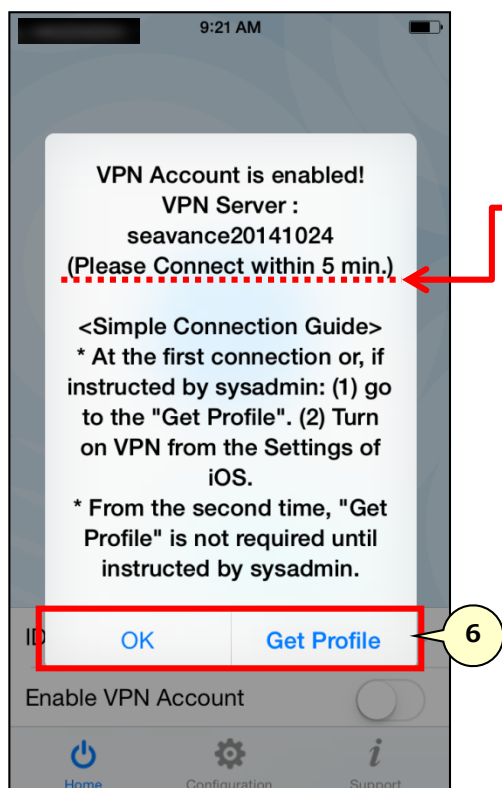 9:21 AM
VPN Account is enabled!
VPN Server :
seavance20141024
(Please Connect within 5 min.)
<Simple Connection Guide>
* At the first connection or, if
instructed by sysadmin: (1) go
to the "Get Profile". (2) Turn
on VPN from the Settings of
iOS.
* From the second time, "Get
Profile" is not required until
instructed by sysadmin.
ID
OK Get Profile
6
Enable VPN Account
Home Configuration Support